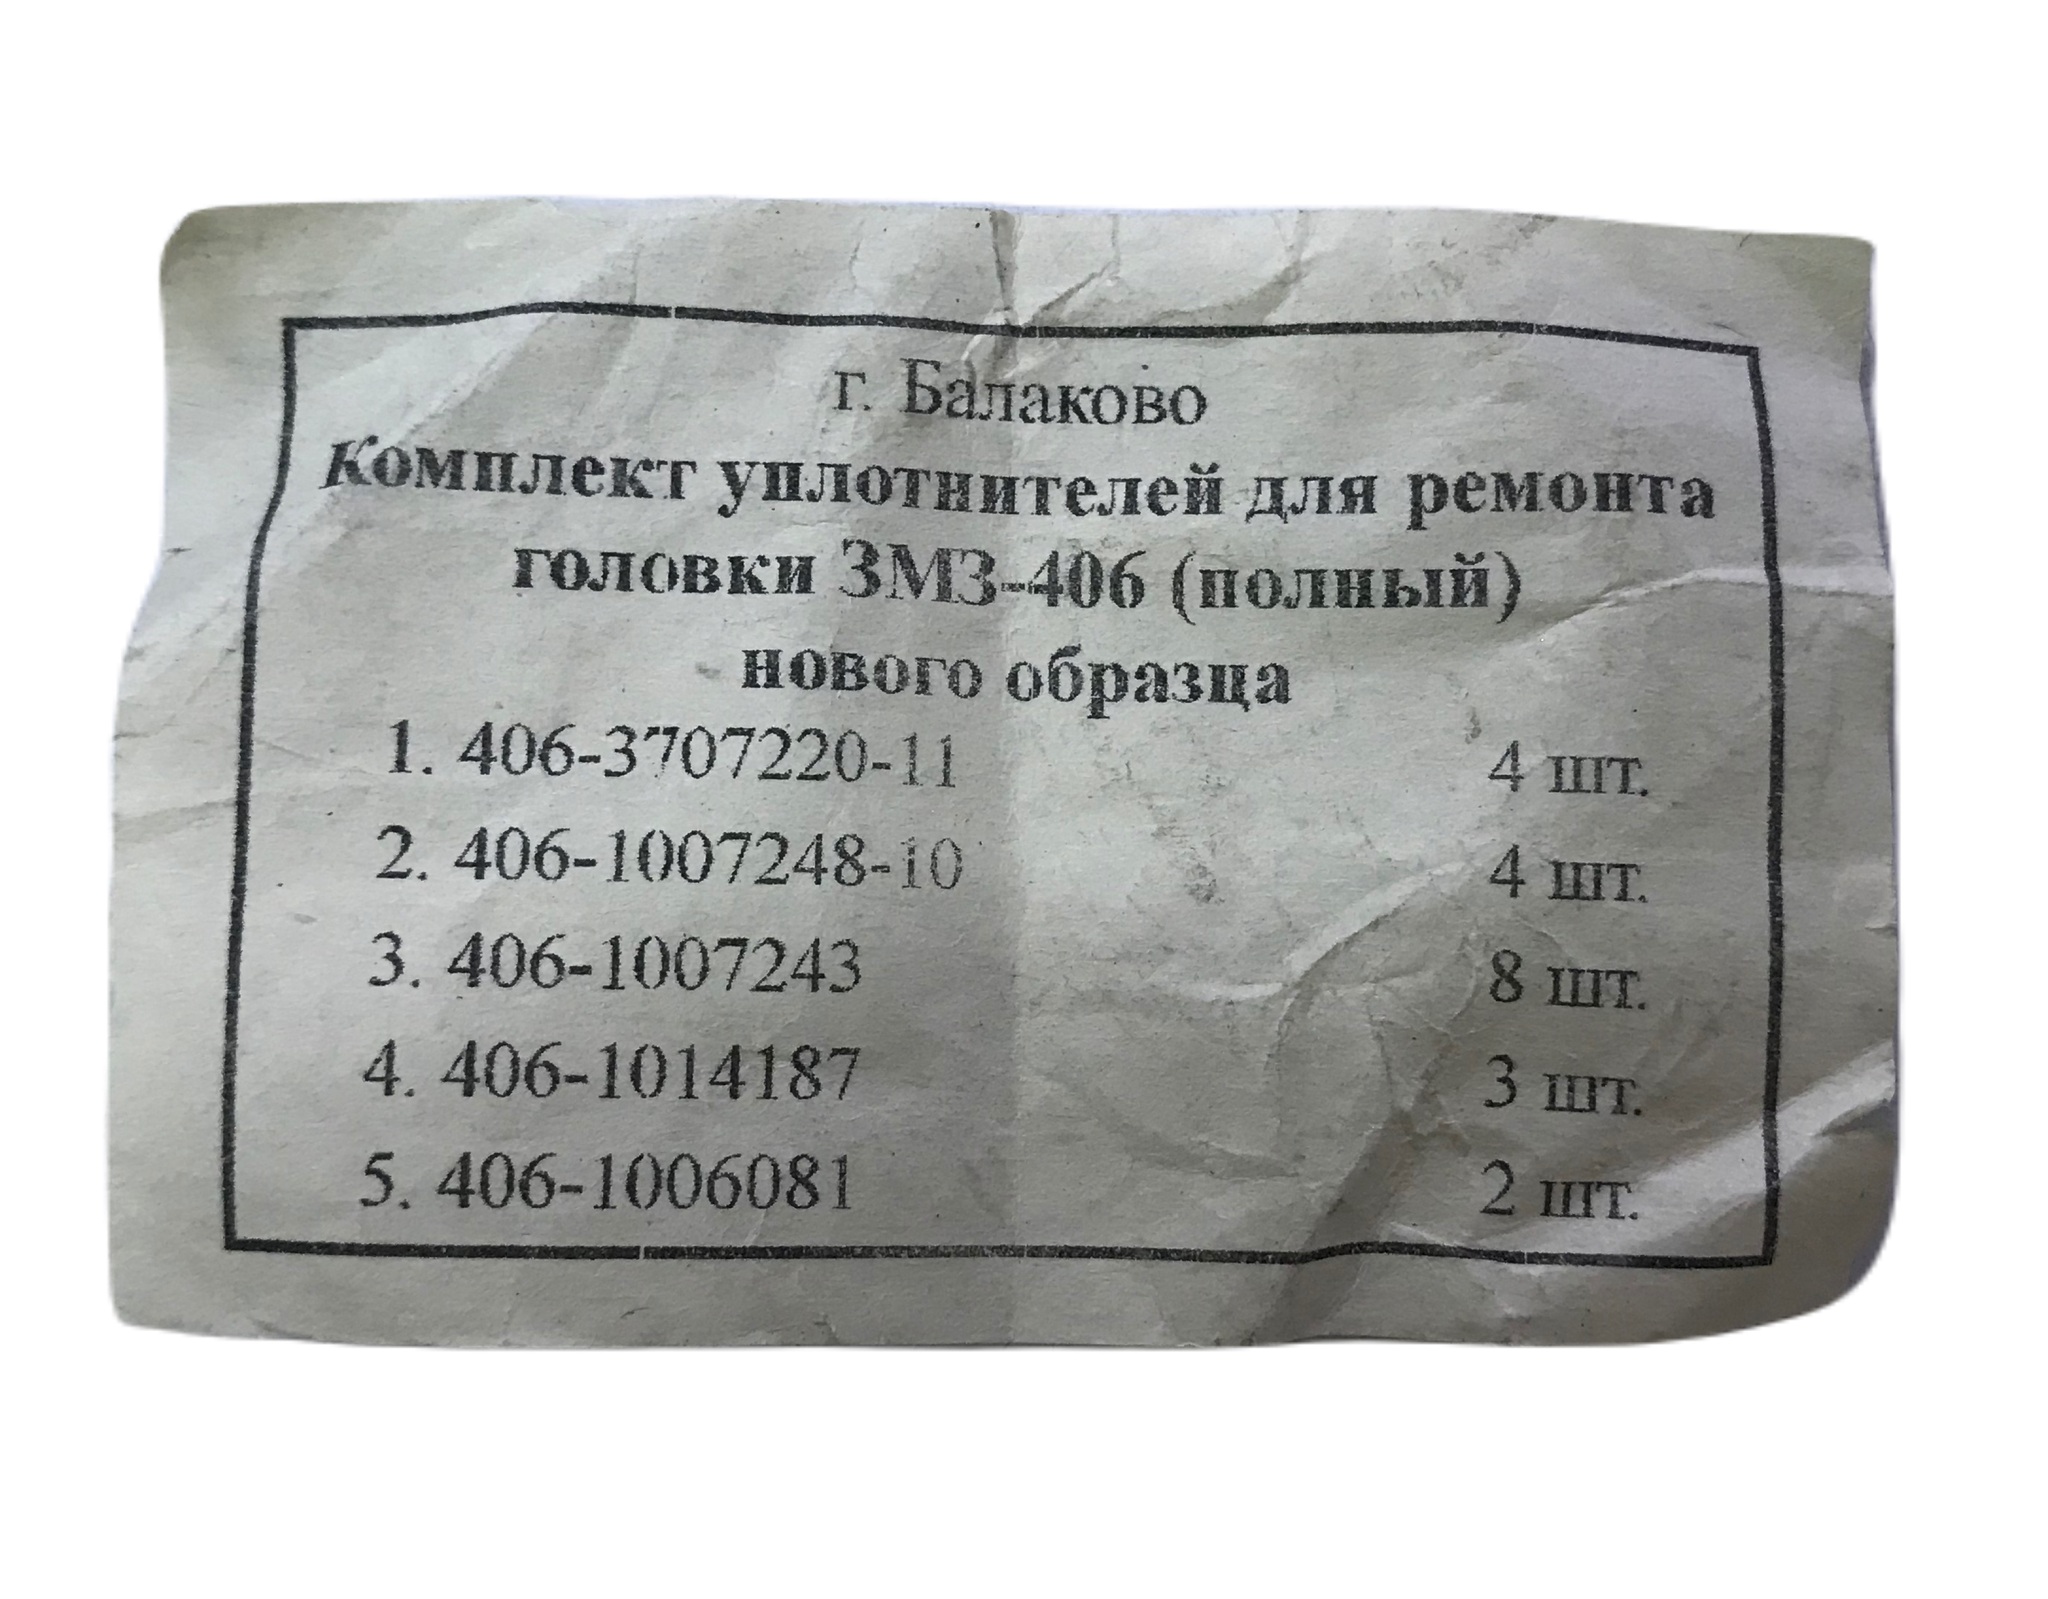 г. Балаково
Комплект уплотнителей для ремонта
головки ЗМЗ-406 (полный)
нового образца
1. 406-3707220-11 4 шт.
2. 406-1007248-10 4 шт.
3. 406-1007243 8 шт.
4. 406-1014187 3 шт.
5. 406-1006081 2 шт.